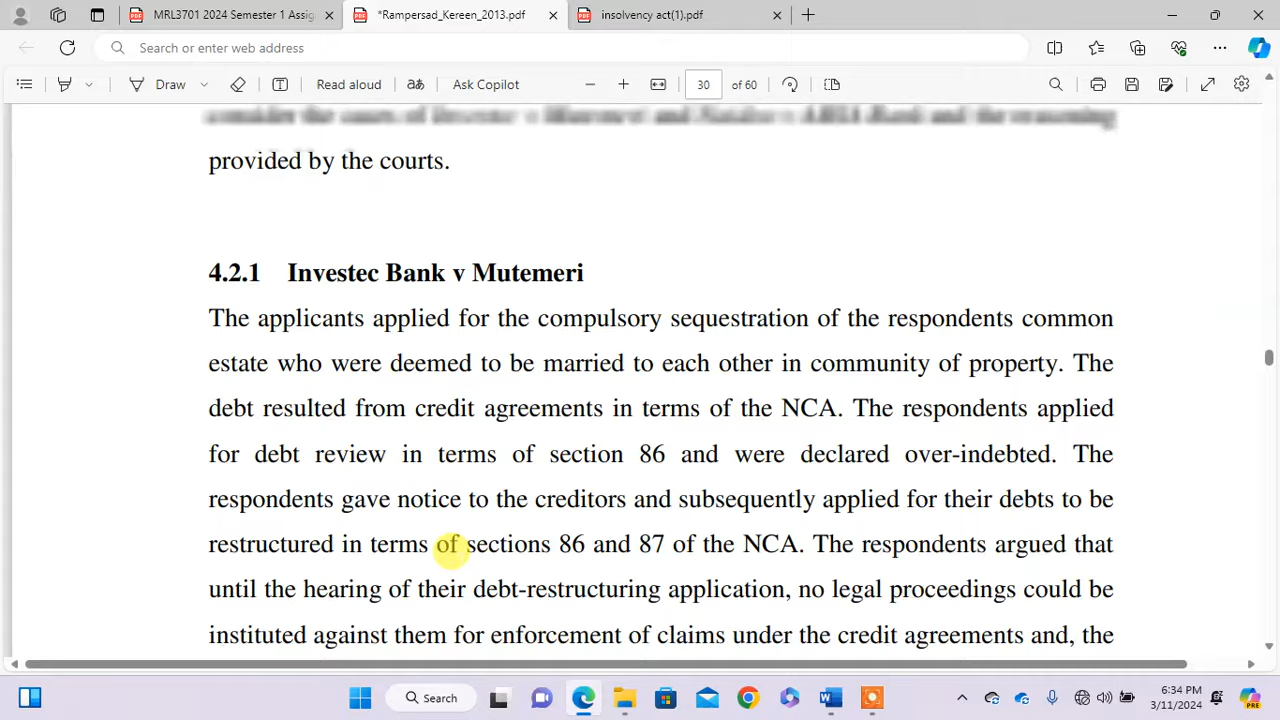 MRL3701 2024 Semester 1 Assig
*Rampersad_Kereen_2013.pdf
insolvency act(1).pdf
Search or enter web address
Draw
Read aloud
aあ
Ask Copilot
30 of 60
provided by the courts.
4.2.1 Investec Bank v Mutemeri
The applicants applied for the compulsory sequestration of the respondents common
estate who were deemed to be married to each other in community of property. The
debt resulted from credit agreements in terms of the NCA. The respondents applied
for debt review in terms of section 86 and were declared over-indebted. The
respondents gave notice to the creditors and subsequently applied for their debts to be
restructured in terms of sections 86 and 87 of the NCA. The respondents argued that
until the hearing of their debt-restructuring application, no legal proceedings could be
instituted against them for enforcement of claims under the credit agreements and, the
Search
6:34 PM
3/11/2024